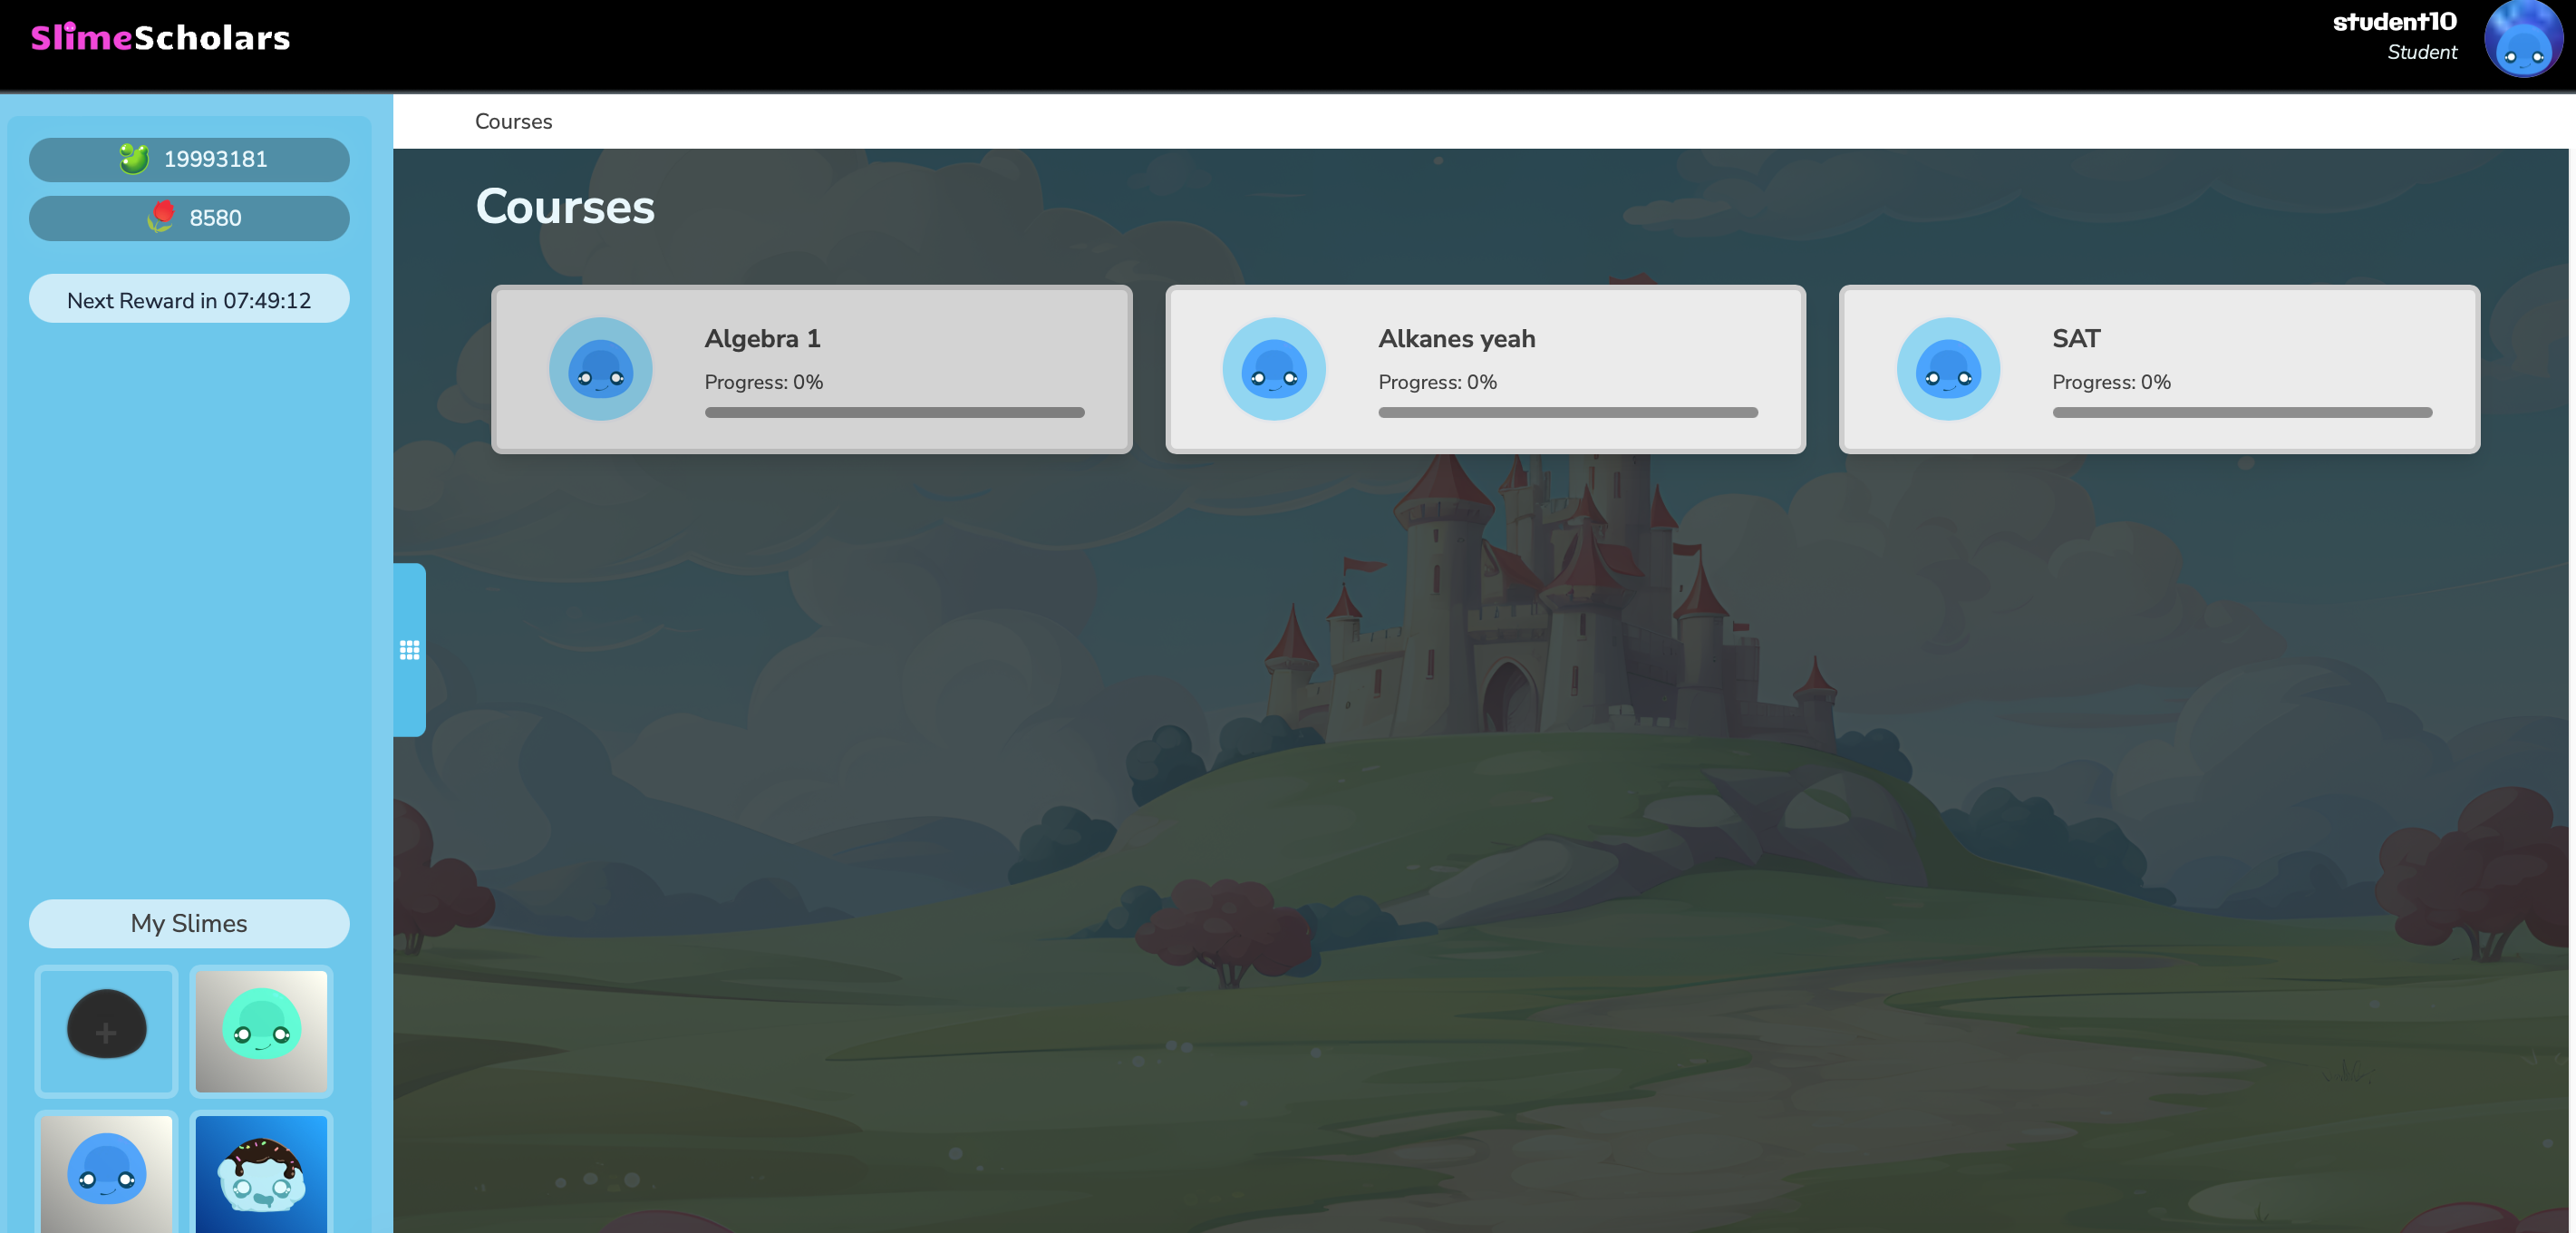 SlimeScholars
student10
Student
19993181
8580
Next Reward in 07:49:12
My Slimes
Courses
Courses
Algebra 1
Progress: 0%
Alkanes yeah
Progress: 0%
SAT
Progress: 0%